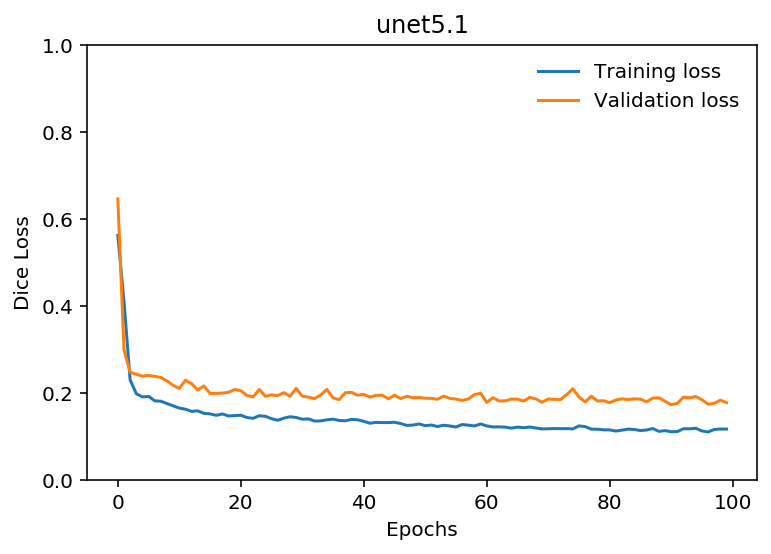 unet5.1
1.0
0.8
0.6
0.4
0.2
0.0
Dice Loss
Training loss
Validation loss
0 20 40 60 80 100
Epochs